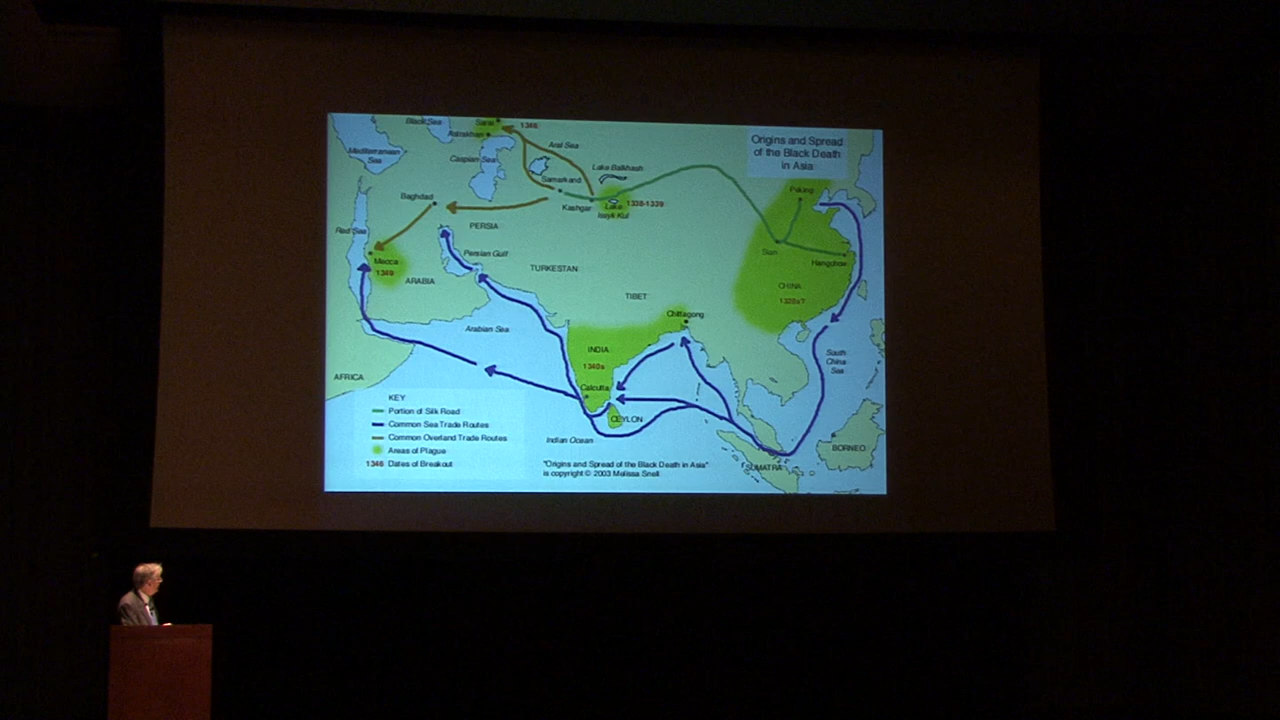 Origins and Spread
of the Black Death
in Asia
Black Sea
Sarai
1346
Astrakhan
Mediterranean
Sea
Caspian Sea
Aral Sea
Lake Balkhash
Samarkand
Baghdad
Kashgar
Lake
Issyk Kul
1338-1339
Peking
Red Sea
PERSIA
Persian Gulf
Sian
Hangchow
Mecca
1349
ARABIA
TURKESTAN
TIBET
CHINA
1320s?
Chittagong
Arabian Sea
INDIA
1340s
South
China
Sea
AFRICA
Calcutta
CEYLON
Indian Ocean
BORNEO
SUMATRA
KEY
Portion of Silk Road
Common Sea Trade Routes
Common Overland Trade Routes
Areas of Plague
1346 Dates of Breakout
"Origins and Spread of the Black Death in Asia"
is copyright © 2003 Melissa Snell